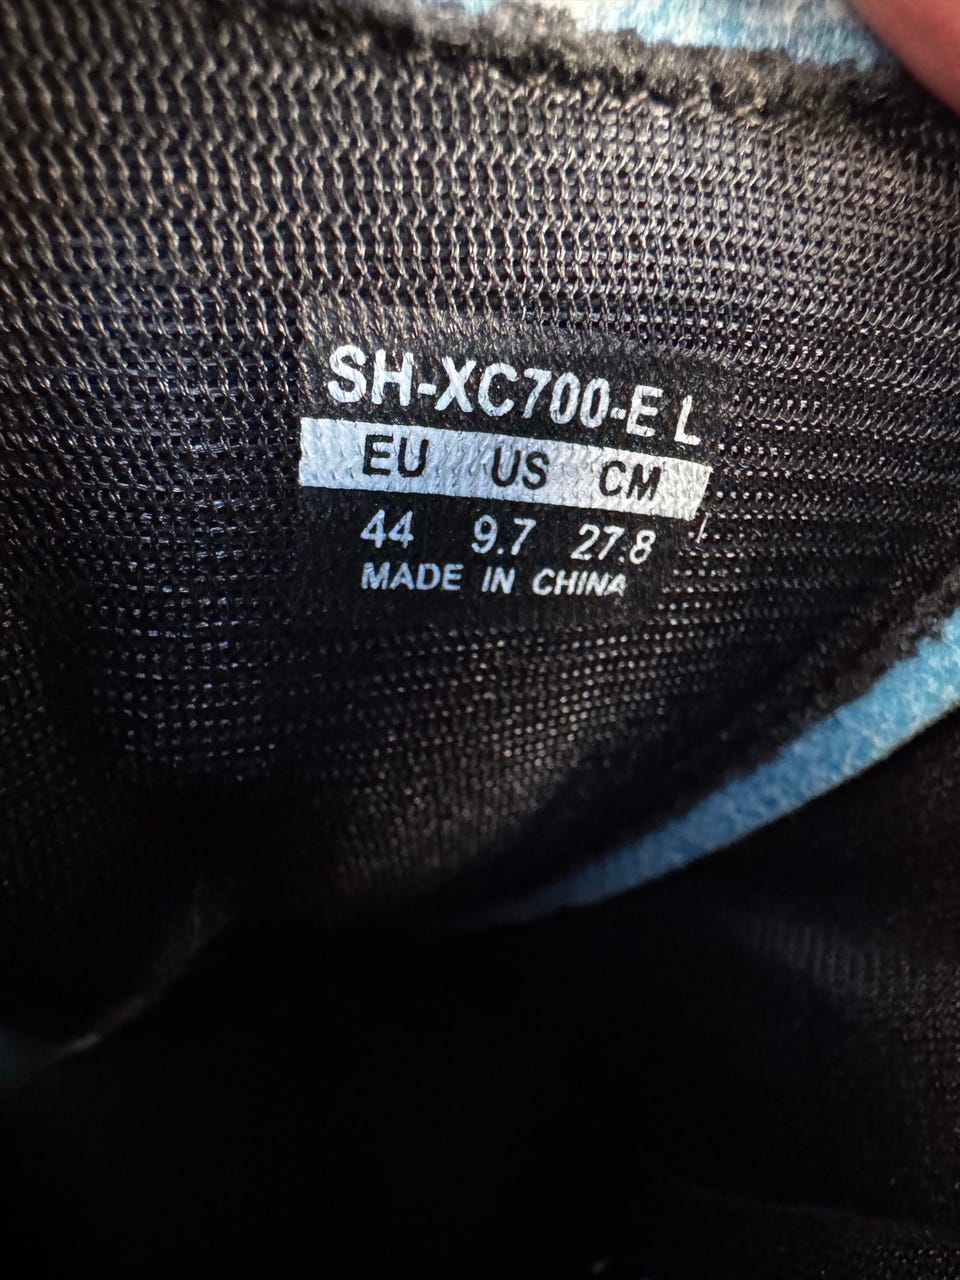 SH-XC700-E L
EU US CM
44 9.7 27.8
MADE IN CHINA